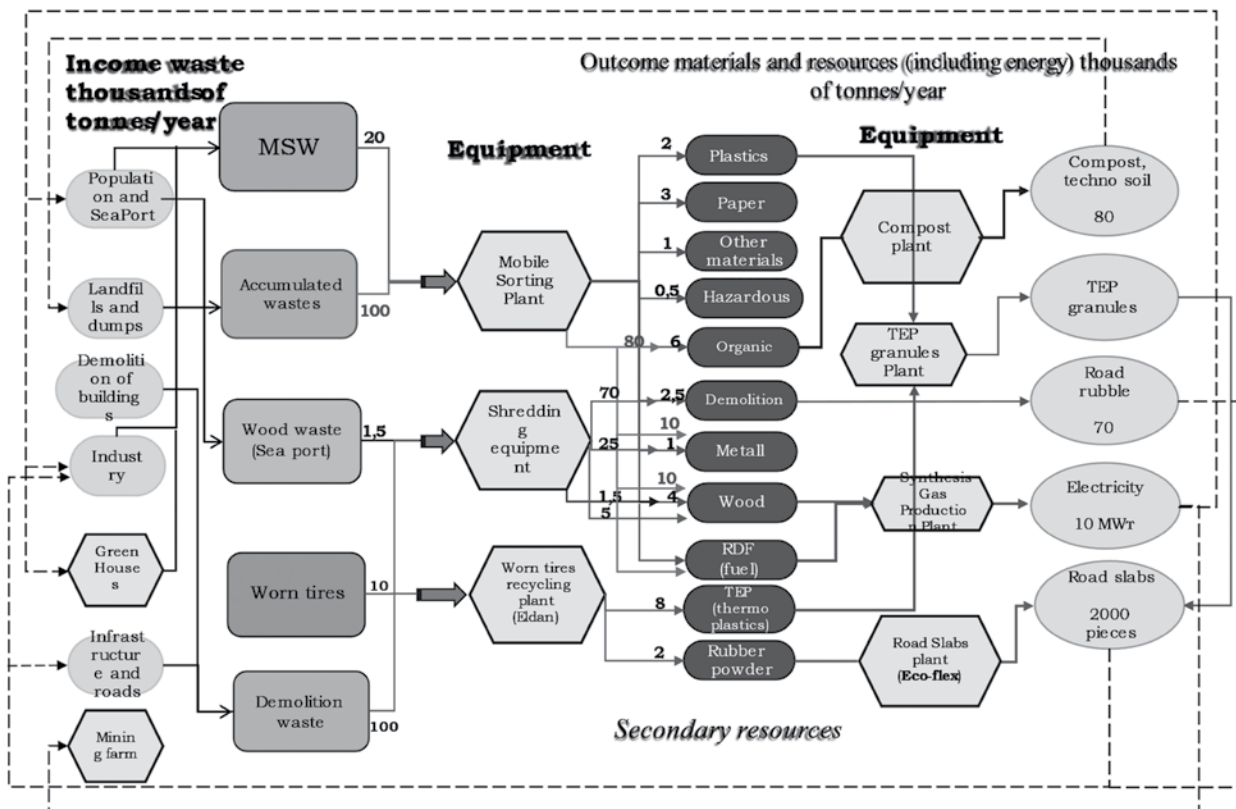 Income waste
thousands of
tonnes/year
Outcome materials and resources (including energy) thousands
of tonnes/year
Equipment
Equipment
MSW
20
Populati
on and
SeaPort
Accumulated
wastes
100
Landfil
ls and
dumps
Demoliti
on of
building
s
Wood waste
(Sea port)
1,5
Indust
ry
Green
House
s
Worn tires
10
Infrast
ructur
e and
roads
Demolition
waste
100
Minin
g farm
Mobile
Sorting
Plant
Shreddin
g
equipme
nt
Worn tires
recycling
plant
(Eldan)
2
Plastics
3
Paper
1
Other
materials
0,5
Hazardous
80
6
Organic
70
2,5
Demolition
10
25
1
Metall
10
1,5
4
Wood
5
RDF
(fuel)
8
TEP
(thermo
plastics)
2
Rubber
powder
Compost
plant
TEP
granules
Plant
Synthesis
Gas
Producti
n Plant
Road Slabs
plant
(Eco-flex)
Compost,
techno soil
80
TEP
granules
Road
rubble
70
Electricity
10 MWт
Road slabs
2000
pieces
Secondary resources